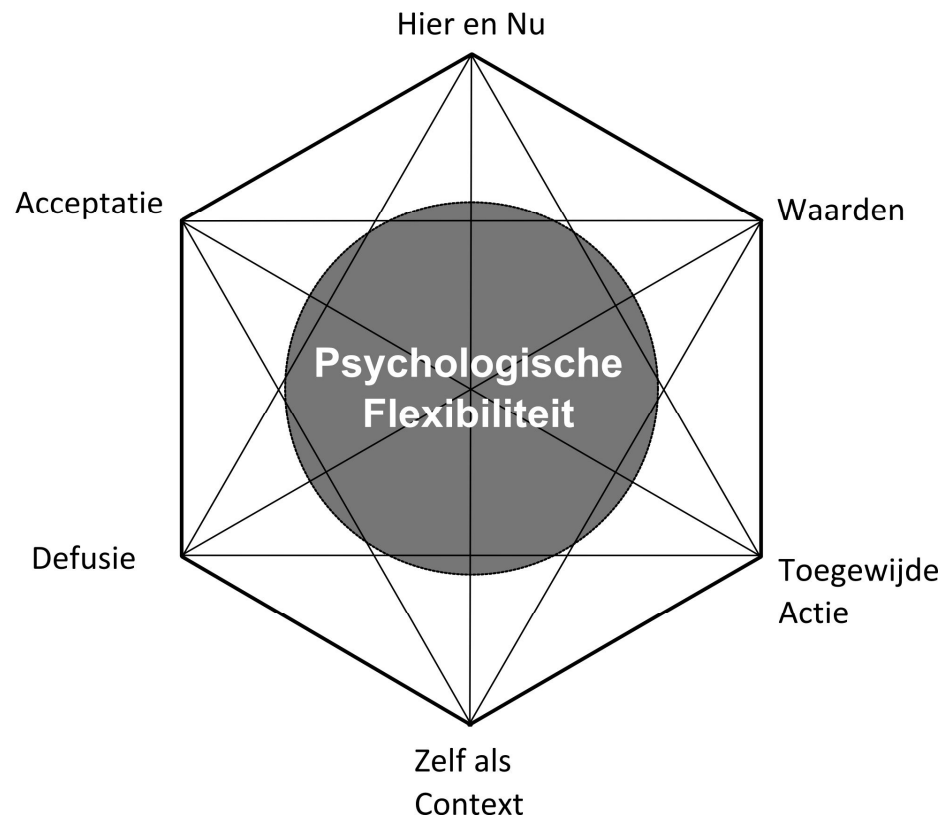 Hier en Nu
Acceptatie
Waarden
Psychologische
Flexibiliteit
Defusie
Toegewijde
Actie
Zelf als
Context